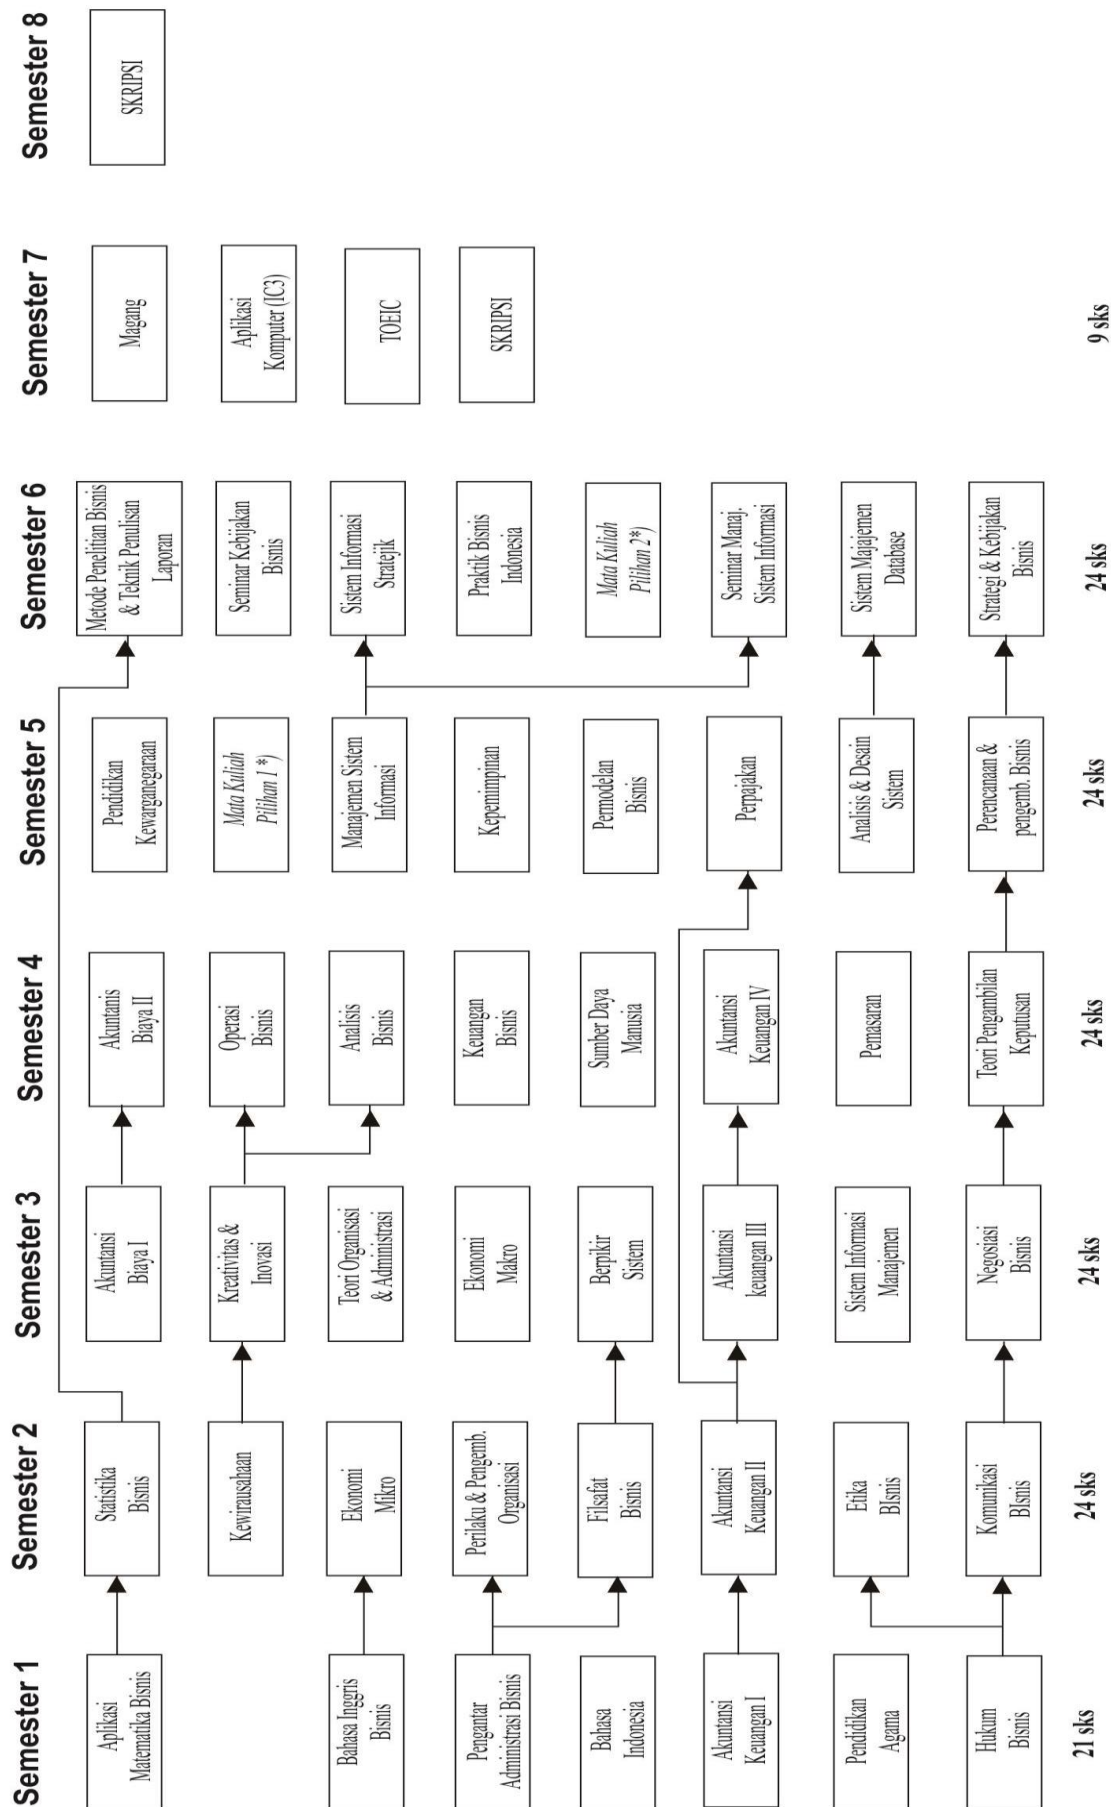 Semester 1
Aplikasi
Matematika Bisnis
Bahasa Inggris
Bisnis
Pengantar
Administrasi Bisnis
Bahasa
Indonesia
Akuntansi
Keuangan I
Pendidikan
Agama
Hukum
Bisnis
21 sks
Semester 2
Statistika
Bisnis
Kewirausahaan
Ekonomi
Mikro
Perilaku & Pengemb.
Organisasi
Filsafat
Bisnis
Akuntansi
Keuangan II
Etika
BIsnis
Komunikasi
BIsnis
24 sks
Semester 3
Akuntansi
Biaya I
Kreativitas &
Inovasi
Teori Organisasi
& Administrasi
Ekonomi
Makro
Berpikir
Sistem
Akuntansi
keuangan III
Sistem Informasi
Manajemen
Negosiasi
Bisnis
24 sks
Semester 4
Akuntanis
Biaya II
Operasi
Bisnis
Analisis
Bisnis
Keuangan
Bisnis
Sumber Daya
Manusia
Akuntansi
Keuangan IV
Pemasaran
Teori Pengambilan
Keputusan
24 sks
Semester 5
Pendidikan
Kewarganegaraan
Mata Kuliah
Pilihan 1 *)
Manajemen Sistem
Informasi
Kepemimpinan
Permodelan
Bisnis
Perpajakan
Analisis & Desain
Sistem
Perencanaan &
pengemb. Bisnis
24 sks
Semester 6
Metode Penelitian Bisnis
& Teknik Penulisan
Laporan
Seminar Kebijakan
Bisnis
Sistem Informasi
Stratejik
Praktik Bisnis
Indonesia
Mata Kuliah
Pilihan 2*)
Seminar Manaj.
Sistem Informasi
Sistem Majajemen
Database
Strategi & Kebijakan
Bisnis
24 sks
Semester 7
Magang
Aplikasi
Komputer (IC3)
TOEIC
SKRIPSI
9 sks
Semester 8
SKRIPSI